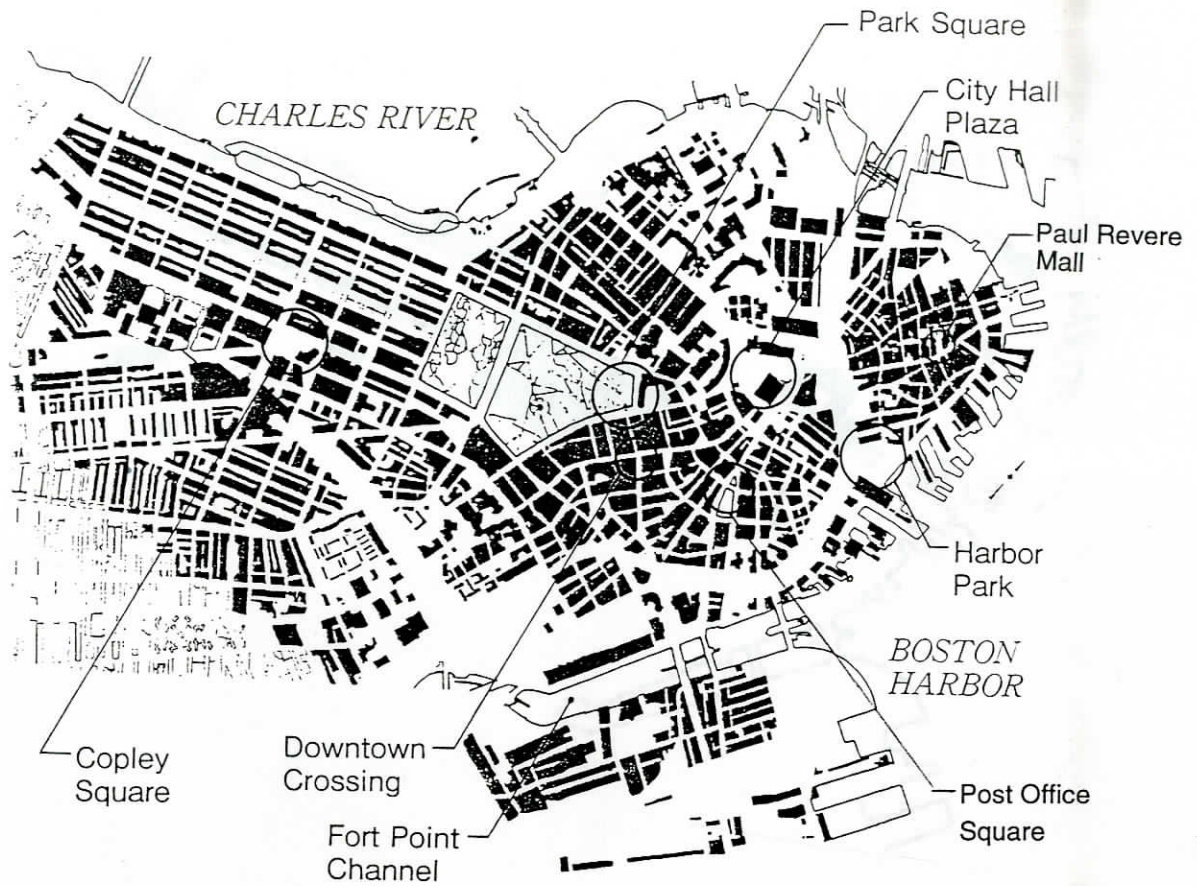 Park Square
City Hall
Plaza
CHARLES RIVER
Paul Revere
Mall
Harbor
Park
BOSTON
HARBOR
Copley
Square
Downtown
Crossing
Fort Point
Channel
Post Office
Square